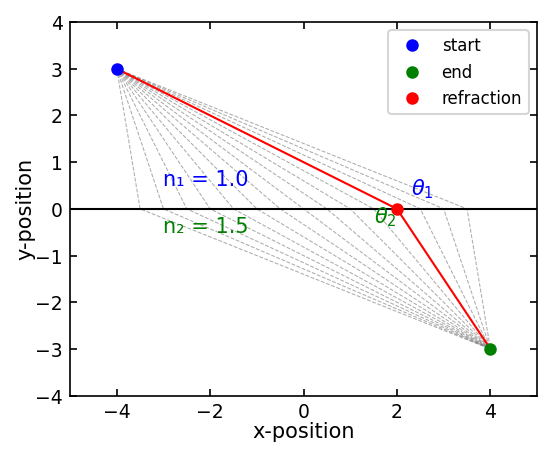 4
3
2
1
0
−1
−2
−3
−4
−4
−2
0
2
4
y-position
x-position
start
end
refraction
n₁ = 1.0
n₂ = 1.5
θ₁
θ₂